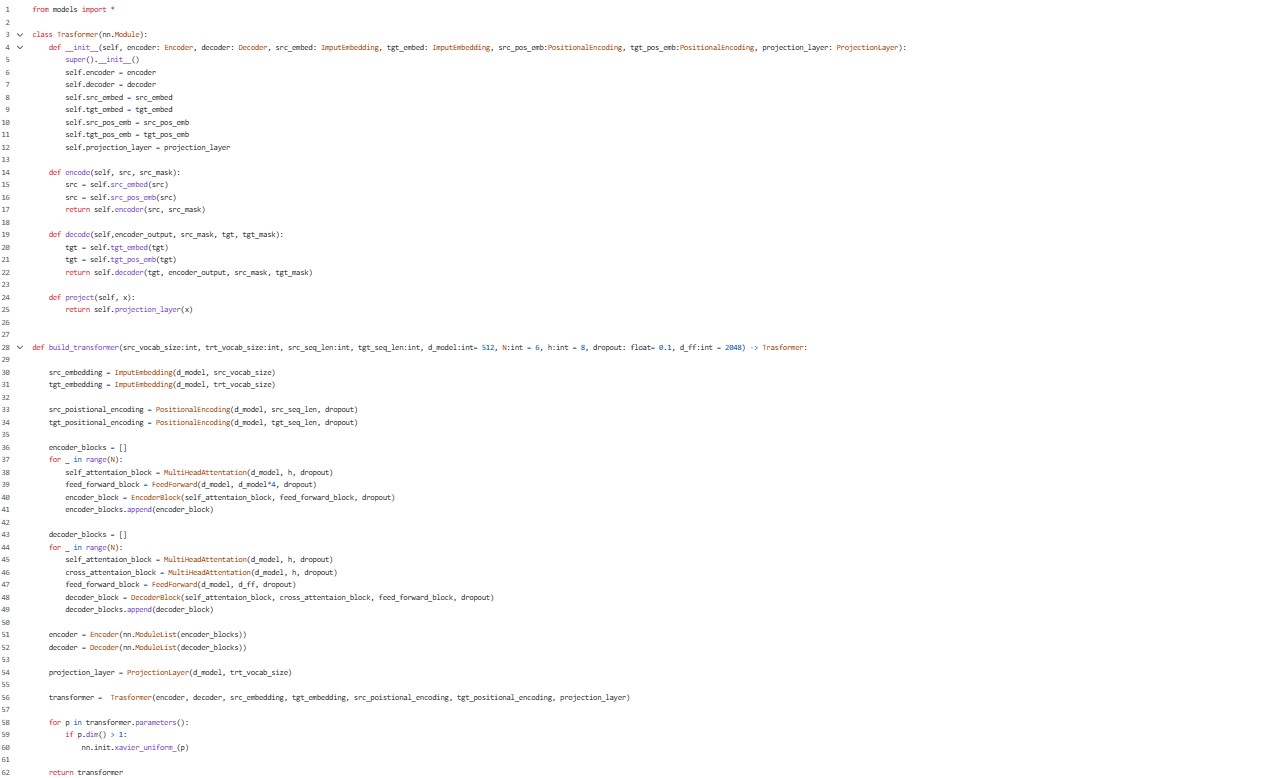 1 from models import *
2
3 class Trasformer(nn.Module):
4     def __init__(self, encoder: Encoder, decoder: Decoder, src_embed: ImputEmbedding, tgt_embed: ImputEmbedding, src_pos_emb:PositionalEncoding, tgt_pos_emb:PositionalEncoding, projection_layer: ProjectionLayer):
5         super().__init__()
6         self.encoder = encoder
7         self.decoder = decoder
8         self.src_embed = src_embed
9         self.tgt_embed = tgt_embed
10         self.src_pos_emb = src_pos_emb
11         self.tgt_pos_emb = tgt_pos_emb
12         self.projection_layer = projection_layer
13
14     def encode(self, src, src_mask):
15         src = self.src_embed(src)
16         src = self.src_pos_emb(src)
17         return self.encoder(src, src_mask)
18
19     def decode(self,encoder_output, src_mask, tgt, tgt_mask):
20         tgt = self.tgt_embed(tgt)
21         tgt = self.tgt_pos_emb(tgt)
22         return self.decoder(tgt, encoder_output, src_mask, tgt_mask)
23
24     def project(self, x):
25         return self.projection_layer(x)
26
27
28 def build_transformer(src_vocab_size:int, trt_vocab_size:int, src_seq_len:int, tgt_seq_len:int, d_model:int= 512, N:int = 6, h:int = 8, dropout: float= 0.1, d_ff:int = 2048) -> Trasformer:
29
30     src_embedding = ImputEmbedding(d_model, src_vocab_size)
31     tgt_embedding = ImputEmbedding(d_model, trt_vocab_size)
32
33     src_poistional_encoding = PositionalEncoding(d_model, src_seq_len, dropout)
34     tgt_positional_encoding = PositionalEncoding(d_model, tgt_seq_len, dropout)
35
36     encoder_blocks = []
37     for _ in range(N):
38         self_attentaion_block = MultiHeadAttentation(d_model, h, dropout)
39         feed_forward_block = FeedForward(d_model, d_model*4, dropout)
40         encoder_block = EncoderBlock(self_attentaion_block, feed_forward_block, dropout)
41         encoder_blocks.append(encoder_block)
42
43     decoder_blocks = []
44     for _ in range(N):
45         self_attentaion_block = MultiHeadAttentation(d_model, h, dropout)
46         cross_attentaion_block = MultiHeadAttentation(d_model, h, dropout)
47         feed_forward_block = FeedForward(d_model, d_ff, dropout)
48         decoder_block = DecoderBlock(self_attentaion_block, cross_attentaion_block, feed_forward_block, dropout)
49         decoder_blocks.append(decoder_block)
50
51     encoder = Encoder(nn.ModuleList(encoder_blocks))
52     decoder = Decoder(nn.ModuleList(decoder_blocks))
53
54     projection_layer = ProjectionLayer(d_model, trt_vocab_size)
55
56     transformer =  Trasformer(encoder, decoder, src_embedding, tgt_embedding, src_poistional_encoding, tgt_positional_encoding, projection_layer)
57
58     for p in transformer.parameters():
59         if p.dim() > 1:
60             nn.init.xavier_uniform_(p)
61
62     return transformer